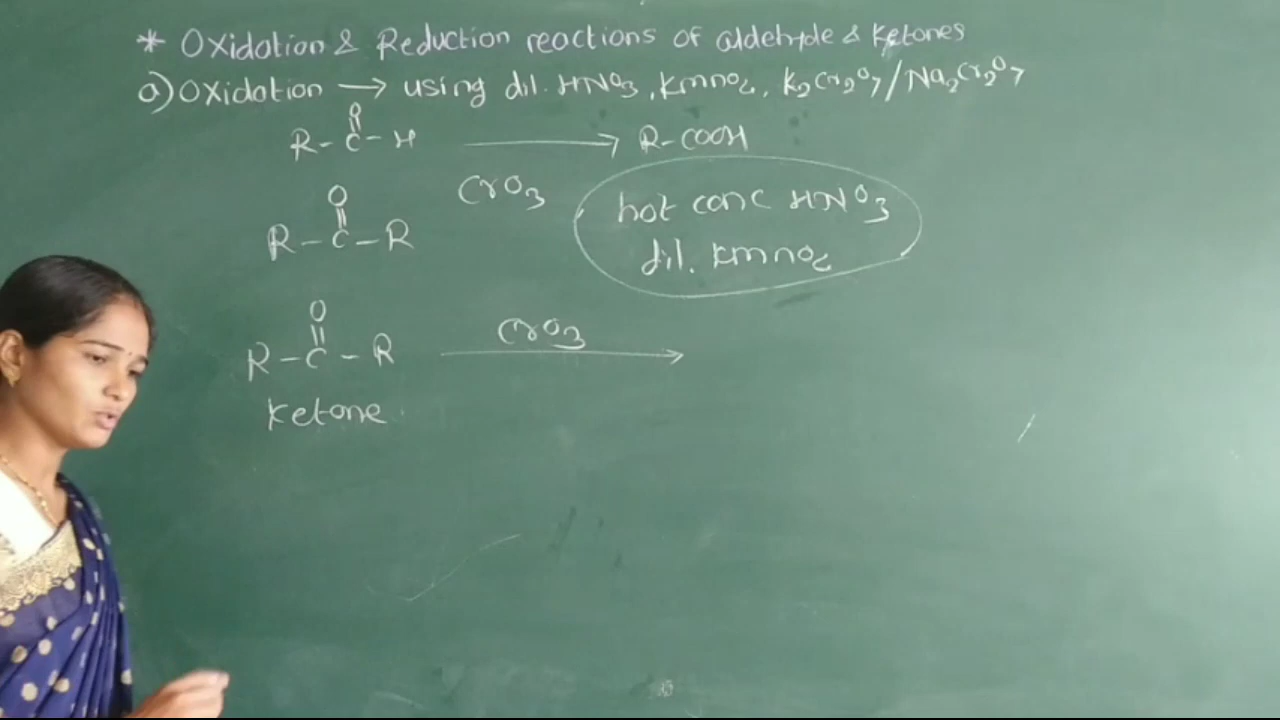 * Oxidation & Reduction reactions of aldehyde & Ketones
a) Oxidation → using dil. HNO3, Kmno4, K2Cr2O7/Na2Cr2O7
O
R-C-H → R-COOH
O CrO3 hot conc HNO3
R-C-R dil. Kmno4
O
R-C-R CrO3 →
Ketone